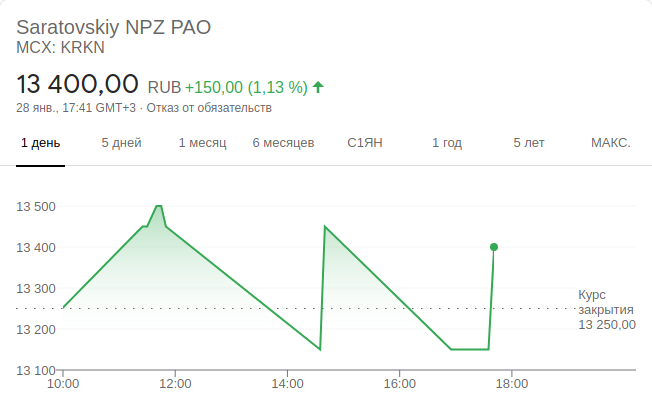 Saratovskiy NPZ PAO
MCX: KRKN
13 400,00 RUB +150,00 (1,13 %)
28 янв., 17:41 GMT+3 · Отказ от обязательств
1 день 5 дней 1 месяц 6 месяцев С1ЯН 1 год 5 лет МАКС.
13 500
13 400
13 300
Курс
закрытия
13 250,00
13 200
13 100
10:00 12:00 14:00 16:00 18:00